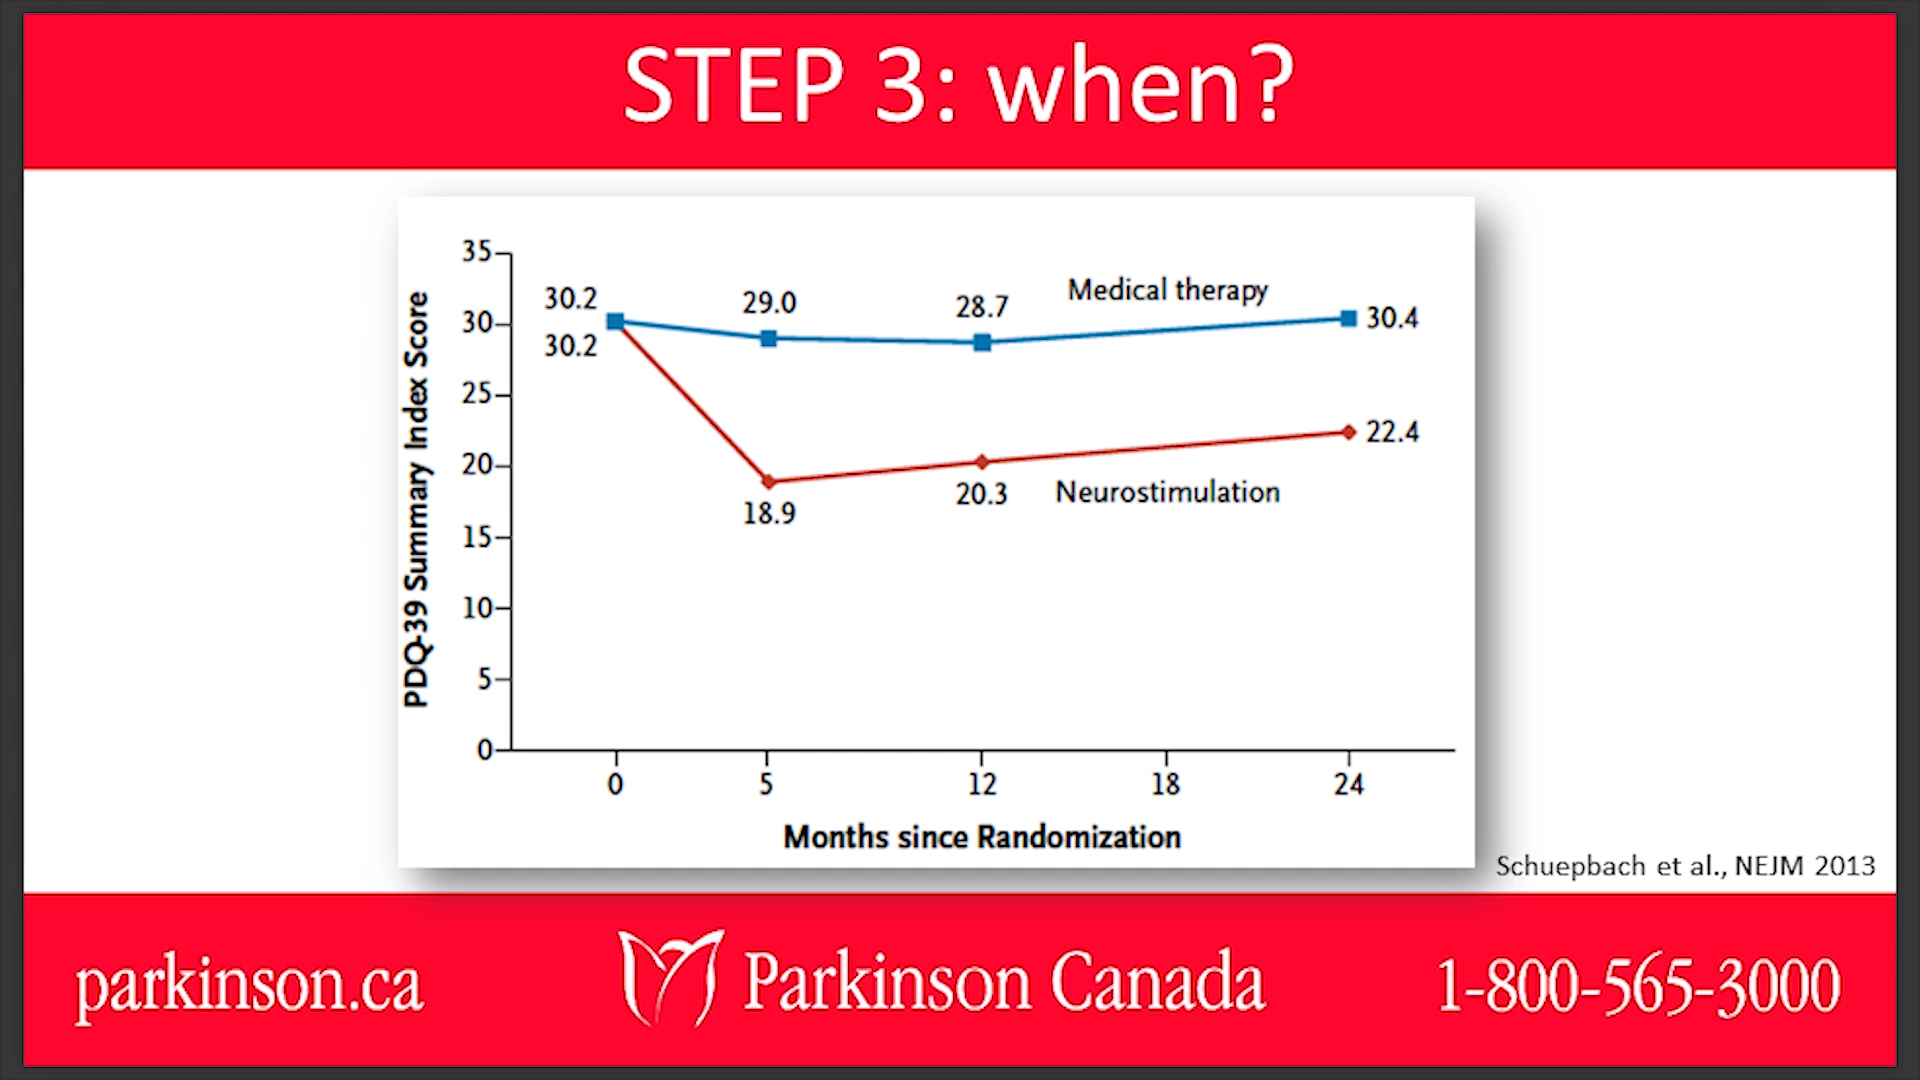 STEP 3: when?
PDQ-39 Summary Index Score
35
30
25
20
15
10
5
0
30.2
30.2
29.0
28.7
Medical therapy
30.4
18.9
20.3
Neurostimulation
22.4
0 5 12 18 24
Months since Randomization
Schuepbach et al., NEJM 2013
parkinson.ca
Parkinson Canada
1-800-565-3000